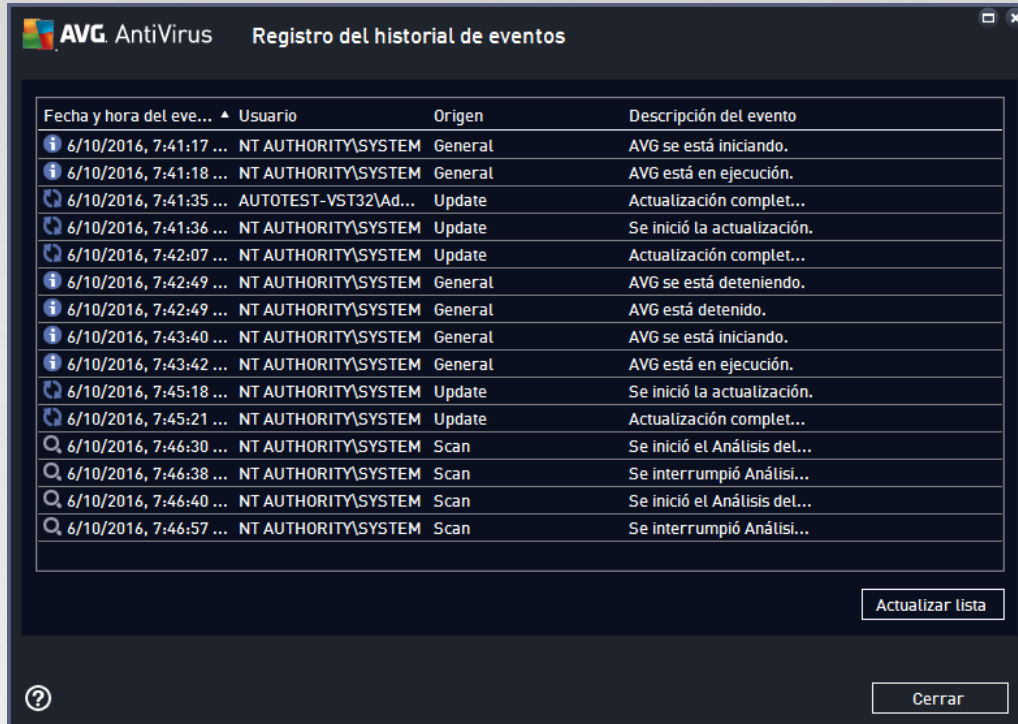 AVG AntiVirus Registro del historial de eventos
Fecha y hora del eve... Usuario Origen Descripción del evento
6/10/2016, 7:41:17 ... NT AUTHORITY\SYSTEM General AVG se está iniciando.
6/10/2016, 7:41:18 ... NT AUTHORITY\SYSTEM General AVG está en ejecución.
6/10/2016, 7:41:35 ... AUTOTEST-VST32\Ad... Update Actualización complet...
6/10/2016, 7:41:36 ... NT AUTHORITY\SYSTEM Update Se inició la actualización.
6/10/2016, 7:42:07 ... NT AUTHORITY\SYSTEM Update Actualización complet...
6/10/2016, 7:42:49 ... NT AUTHORITY\SYSTEM General AVG se está deteniendo.
6/10/2016, 7:42:49 ... NT AUTHORITY\SYSTEM General AVG está detenido.
6/10/2016, 7:43:40 ... NT AUTHORITY\SYSTEM General AVG se está iniciando.
6/10/2016, 7:43:42 ... NT AUTHORITY\SYSTEM General AVG está en ejecución.
6/10/2016, 7:45:18 ... NT AUTHORITY\SYSTEM Update Se inició la actualización.
6/10/2016, 7:45:21 ... NT AUTHORITY\SYSTEM Update Actualización complet...
6/10/2016, 7:46:30 ... NT AUTHORITY\SYSTEM Scan Se inició el Análisis del...
6/10/2016, 7:46:38 ... NT AUTHORITY\SYSTEM Scan Se interrumpió Análisi...
6/10/2016, 7:46:40 ... NT AUTHORITY\SYSTEM Scan Se inició el Análisis del...
6/10/2016, 7:46:57 ... NT AUTHORITY\SYSTEM Scan Se interrumpió Análisi...
Actualizar lista
Cerrar